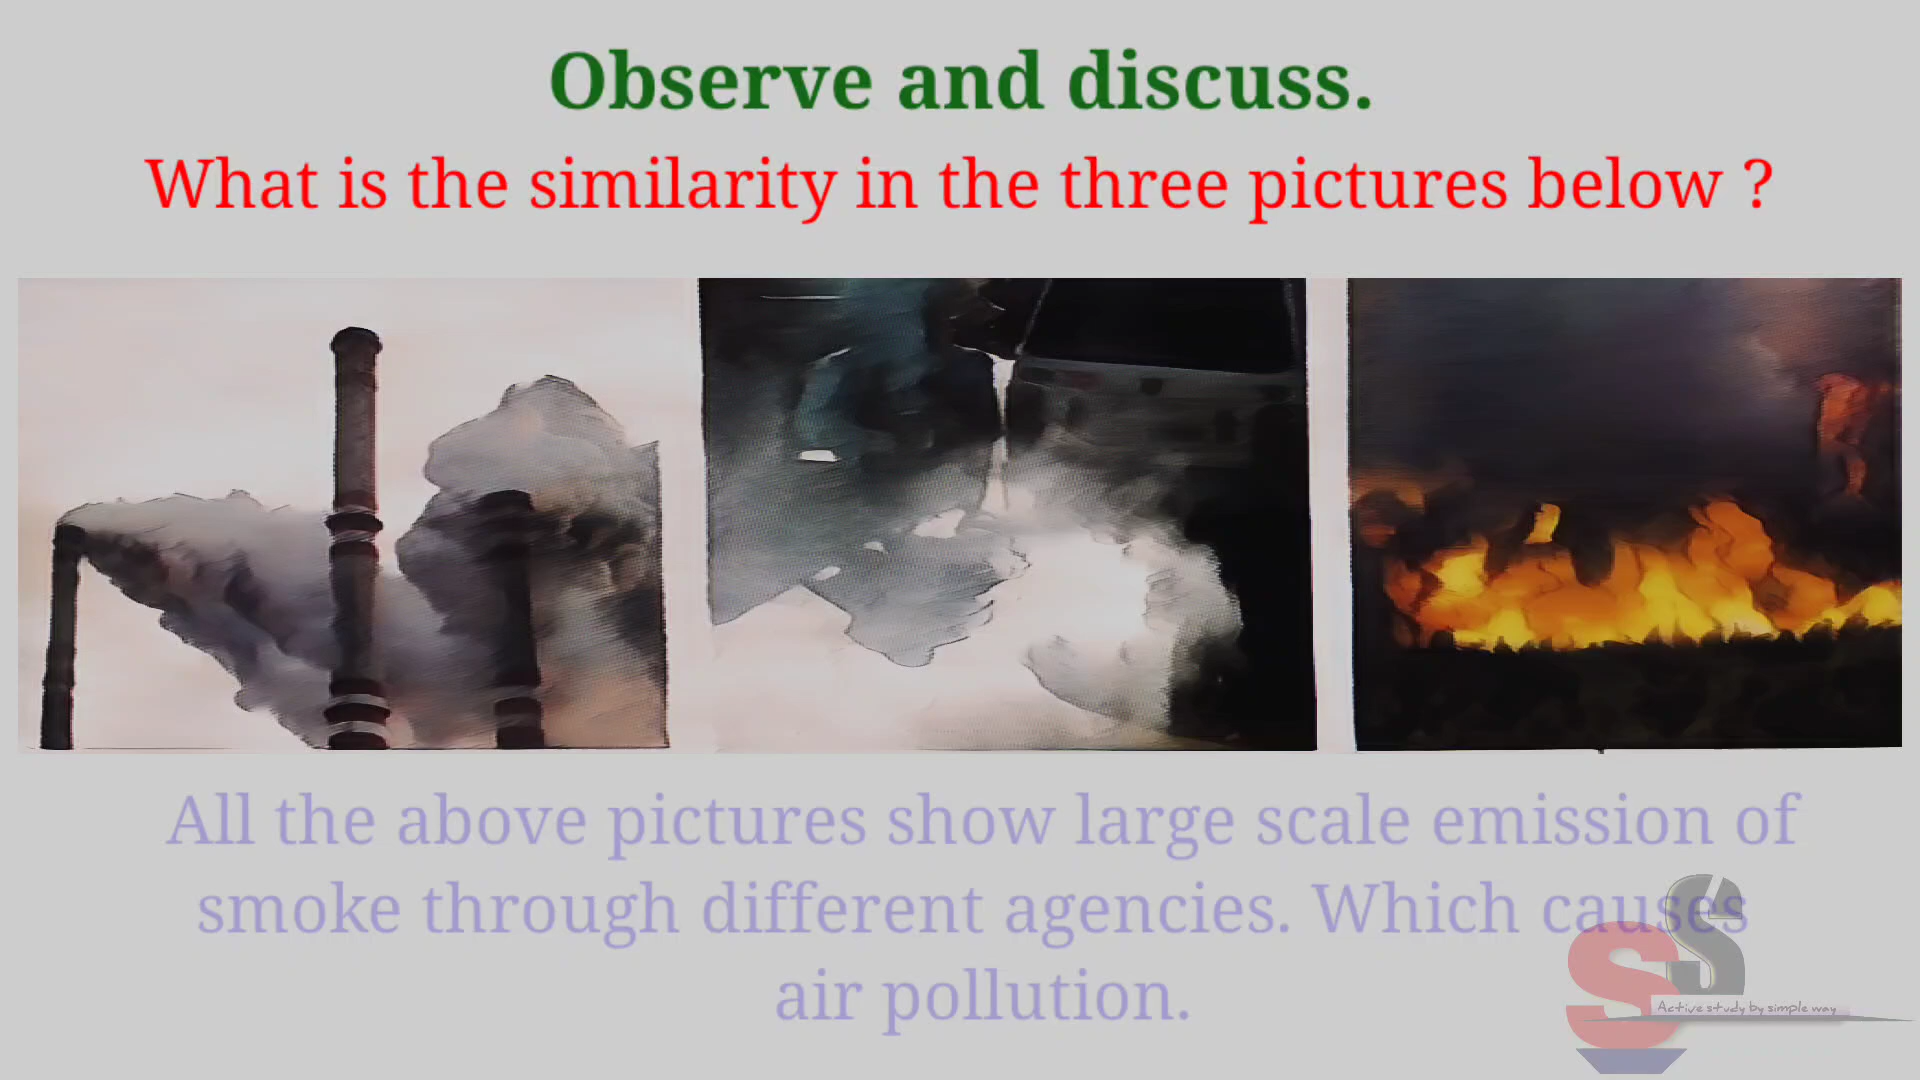 Observe and discuss.
What is the similarity in the three pictures below ?
All the above pictures show large scale emission of
smoke through different agencies. Which causes
air pollution.
SS
Active study by simple way